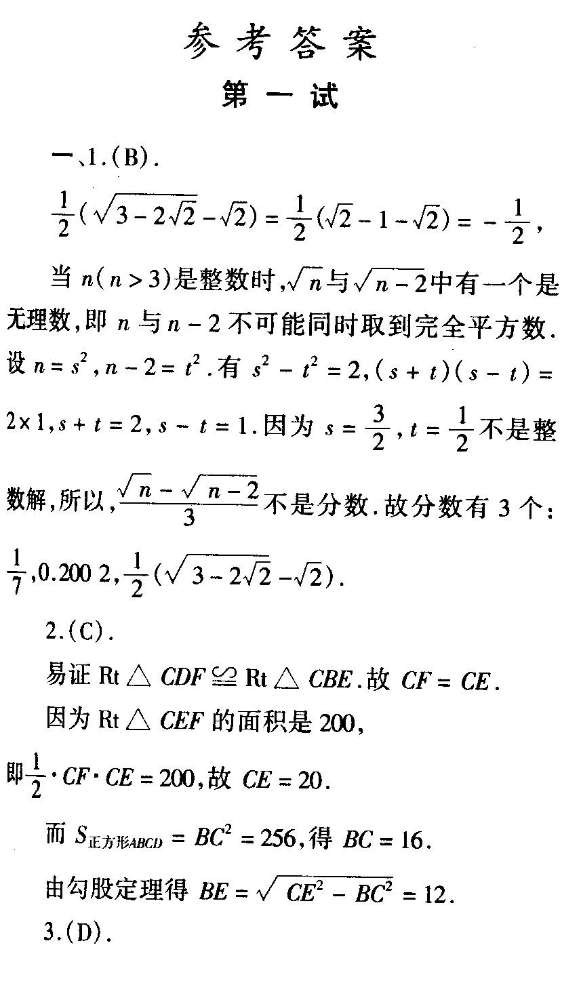 参考答案
第一试
一、1.(B).
$\frac{1}{2}(\sqrt{3-2\sqrt{2}}-\sqrt{2})=\frac{1}{2}(\sqrt{2}-1-\sqrt{2})=-\frac{1}{2}$,
当 n(n>3)是整数时,$\sqrt{n}$与$\sqrt{n-2}$中有一个是
无理数,即 n 与 n-2 不可能同时取到完全平方数.
设 $n=s^2$,$n-2=t^2$.有 $s^2-t^2=2$,(s+t)(s-t)=
2×1,s+t=2,s-t=1.因为 $s=\frac{3}{2}$,$t=\frac{1}{2}$不是整
数解,所以,$\frac{\sqrt{n}-\sqrt{n-2}}{3}$不是分数.故分数有 3 个:
$\frac{1}{7}$,0.200 2,$\frac{1}{2}(\sqrt{3-2\sqrt{2}}-\sqrt{2})$.
2.(C).
易证 Rt△CDF≌Rt△CBE.故 CF=CE.
因为 Rt△CEF 的面积是 200,
即$\frac{1}{2}$·CF·CE=200,故 CE=20.
而 $S_{正方形ABCD}=BC^2=256$,得 BC=16.
由勾股定理得 $BE=\sqrt{CE^2-BC^2}=12$.
3.(D).